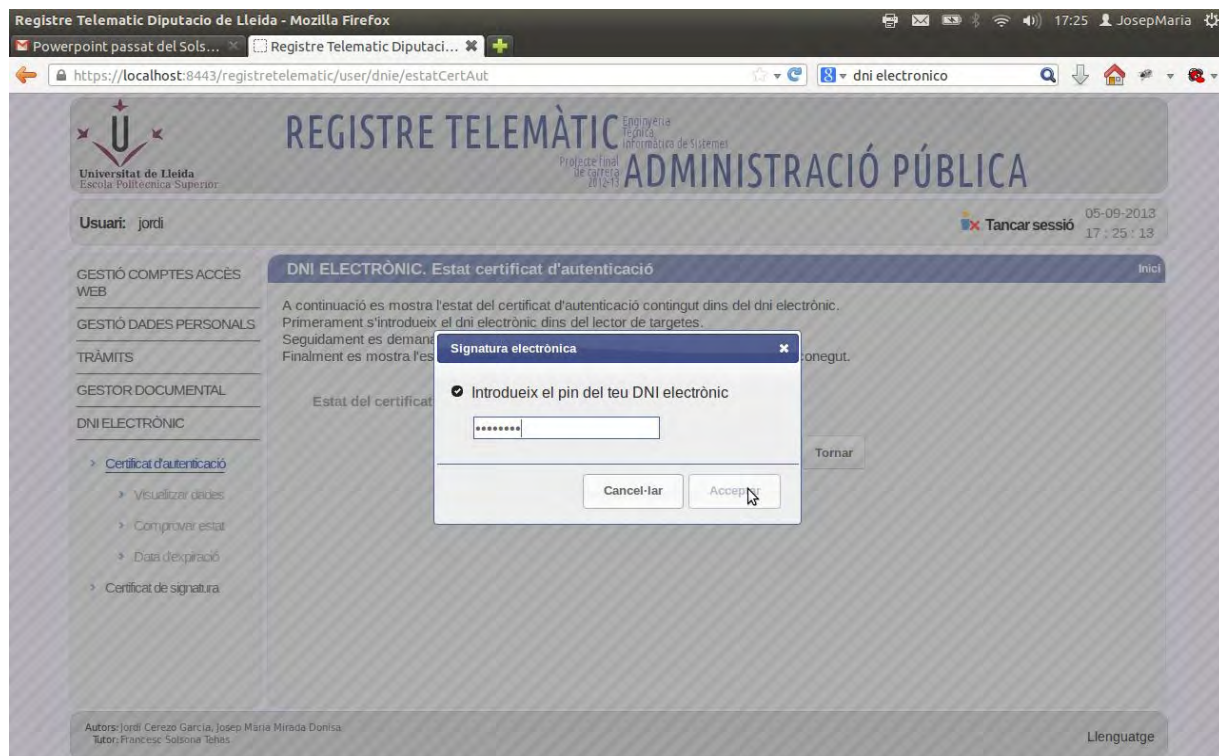 Registre Telematic Diputacio de Lleida - Mozilla Firefox
17:25 JosepMaria
Powerpoint passat del Sols...
Registre Telematic Diputaci...
https://localhost:8443/registretelematic/user/dnie/estatCertAut
dni electronico
Universitat de Lleida
Escola Politècnica Superior
REGISTRE TELEMÀTIC
Enginyeria
Tècnica
Informàtica de Sistemes
Projecte final
de carrera
2012-13
ADMINISTRACIÓ PÚBLICA
Usuari: jordi
Tancar sessió
05-09-2013
17 : 25 : 13
GESTIÓ COMPTES ACCÈS
WEB
GESTIÓ DADES PERSONALS
TRÀMITS
GESTOR DOCUMENTAL
DNI ELECTRÒNIC
Certificat d'autenticació
Visualitzar dades
Comprovar estat
Data d'expiració
Certificat de signatura
DNI ELECTRÒNIC. Estat certificat d'autenticació
Inici
A continuació es mostra l'estat del certificat d'autenticació contingut dins del dni electrònic.
Primerament s'introdueix el dni electrònic dins del lector de targetes.
Seguidament es demana
Finalment es mostra l'es
conegut.
Estat del certificat
Tornar
Signatura electrònica
Introdueix el pin del teu DNI electrònic
••••••••
Cancel·lar
Acceptar
Autors: Jordi Cerezo García, Josep Maria Mirada Donisa
Tutor: Francesc Solsona Tehas
Llenguatge